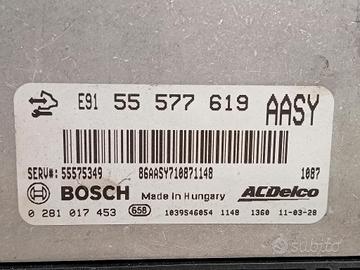 E91 55 577 619 AASY
SERV#: 55575349 86AASY710871148 1087
BOSCH Made in Hungary ACDelco
0 281 017 453 658 1039S46054 1148 1360 11-03-28
subito